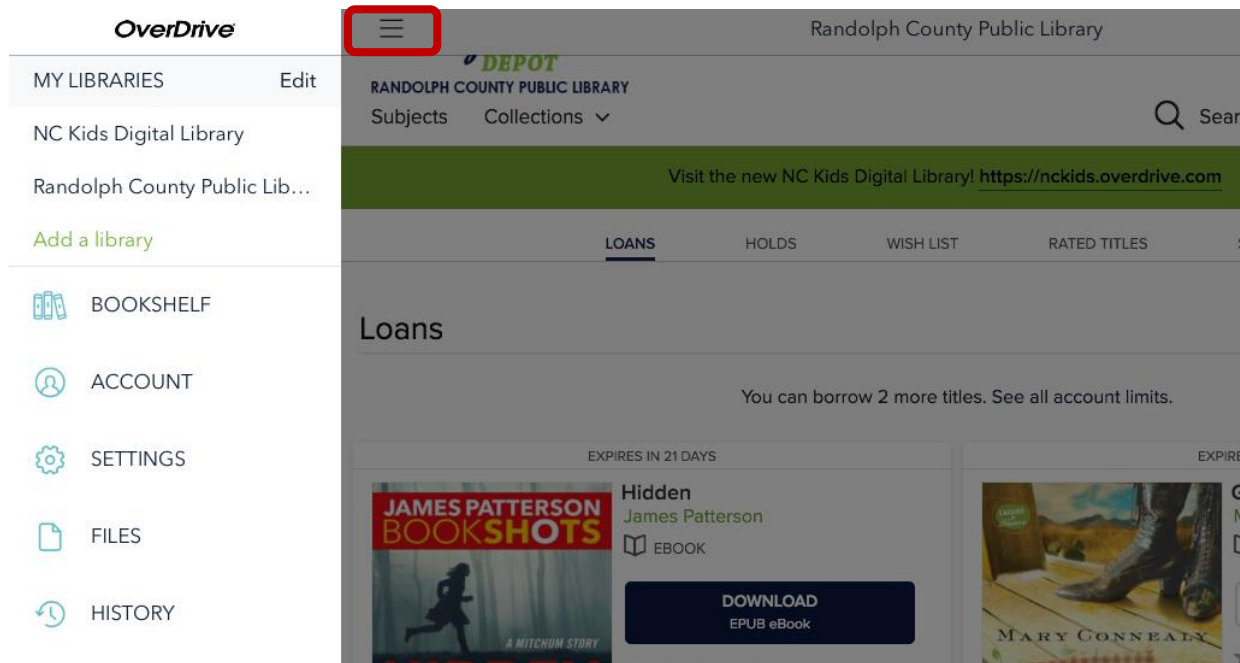 OverDrive
MY LIBRARIES Edit
NC Kids Digital Library
Randolph County Public Lib...
Add a library
BOOKSHELF
ACCOUNT
SETTINGS
FILES
HISTORY
Randolph County Public Library
DEPOT
RANDOLPH COUNTY PUBLIC LIBRARY
Subjects Collections
Visit the new NC Kids Digital Library! https://nckids.overdrive.com
LOANS HOLDS WISH LIST RATED TITLES
Loans
You can borrow 2 more titles. See all account limits.
EXPIRES IN 21 DAYS
JAMES PATTERSON
BOOKSHOTS
A MITCHUM STORY
Hidden
James Patterson
EBOOK
DOWNLOAD
EPUB eBook
MARY CONNEALY